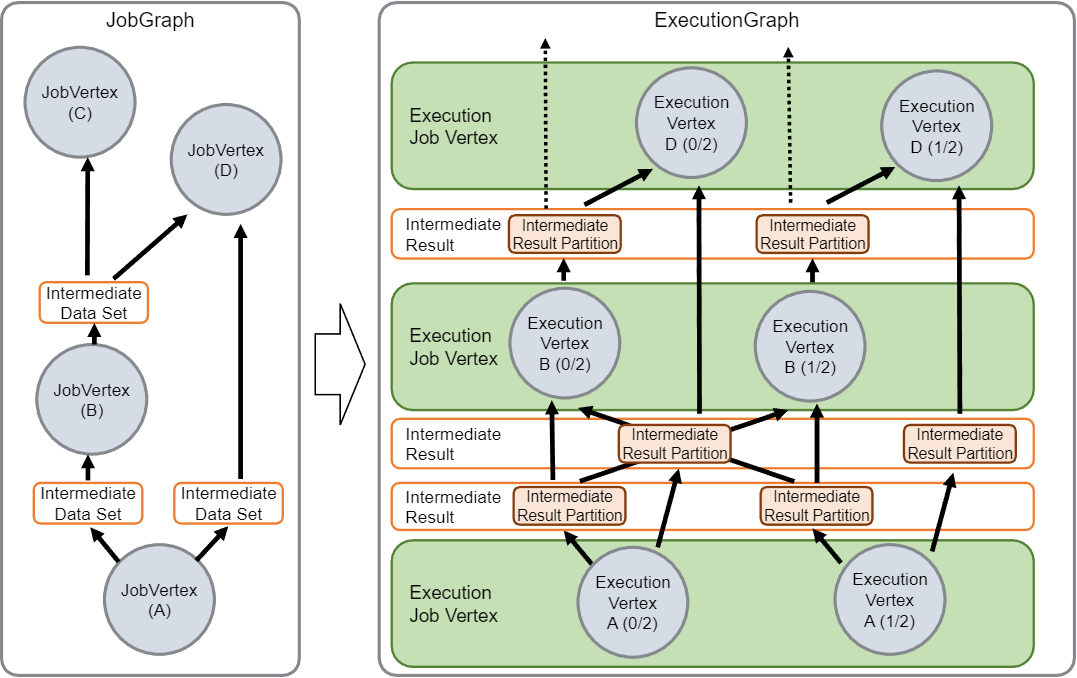 JobGraph
JobVertex
(C)
JobVertex
(D)
Intermediate
Data Set
JobVertex
(B)
Intermediate
Data Set
Intermediate
Data Set
JobVertex
(A)
ExecutionGraph
Execution
Job Vertex
Execution
Vertex
D (0/2)
Execution
Vertex
D (1/2)
Intermediate
Result
Intermediate
Result Partition
Intermediate
Result Partition
Execution
Job Vertex
Execution
Vertex
B (0/2)
Execution
Vertex
B (1/2)
Intermediate
Result
Intermediate
Result Partition
Intermediate
Result Partition
Intermediate
Result
Intermediate
Result Partition
Intermediate
Result Partition
Execution
Job Vertex
Execution
Vertex
A (0/2)
Execution
Vertex
A (1/2)